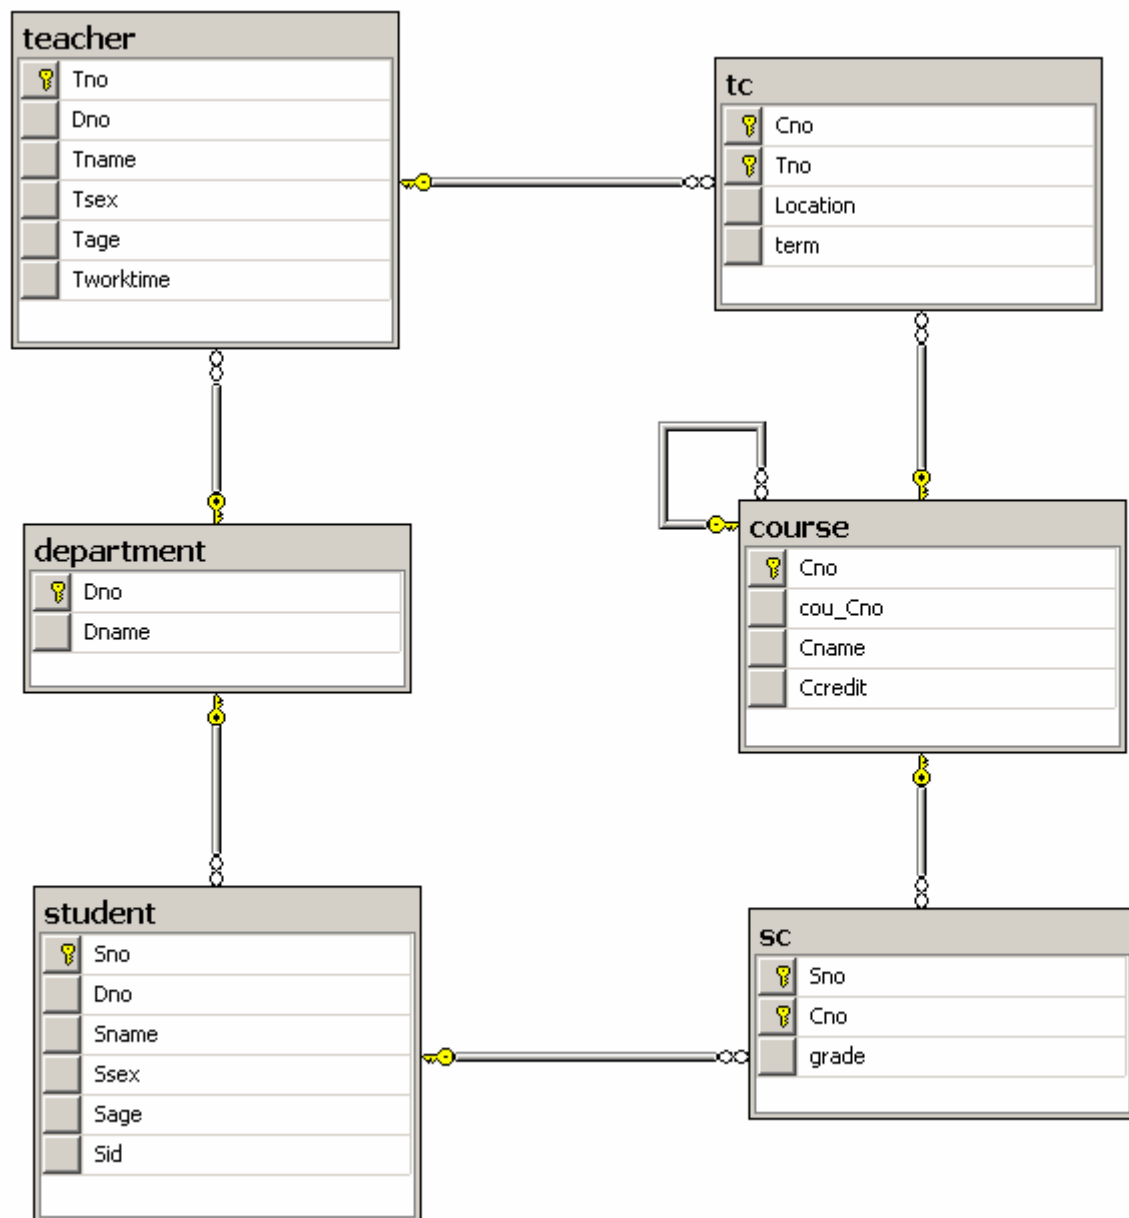 teacher
Tno
Dno
Tname
Tsex
Tage
Tworktime
tc
Cno
Tno
Location
term
department
Dno
Dname
course
Cno
cou_Cno
Cname
Ccredit
student
Sno
Dno
Sname
Ssex
Sage
Sid
sc
Sno
Cno
grade